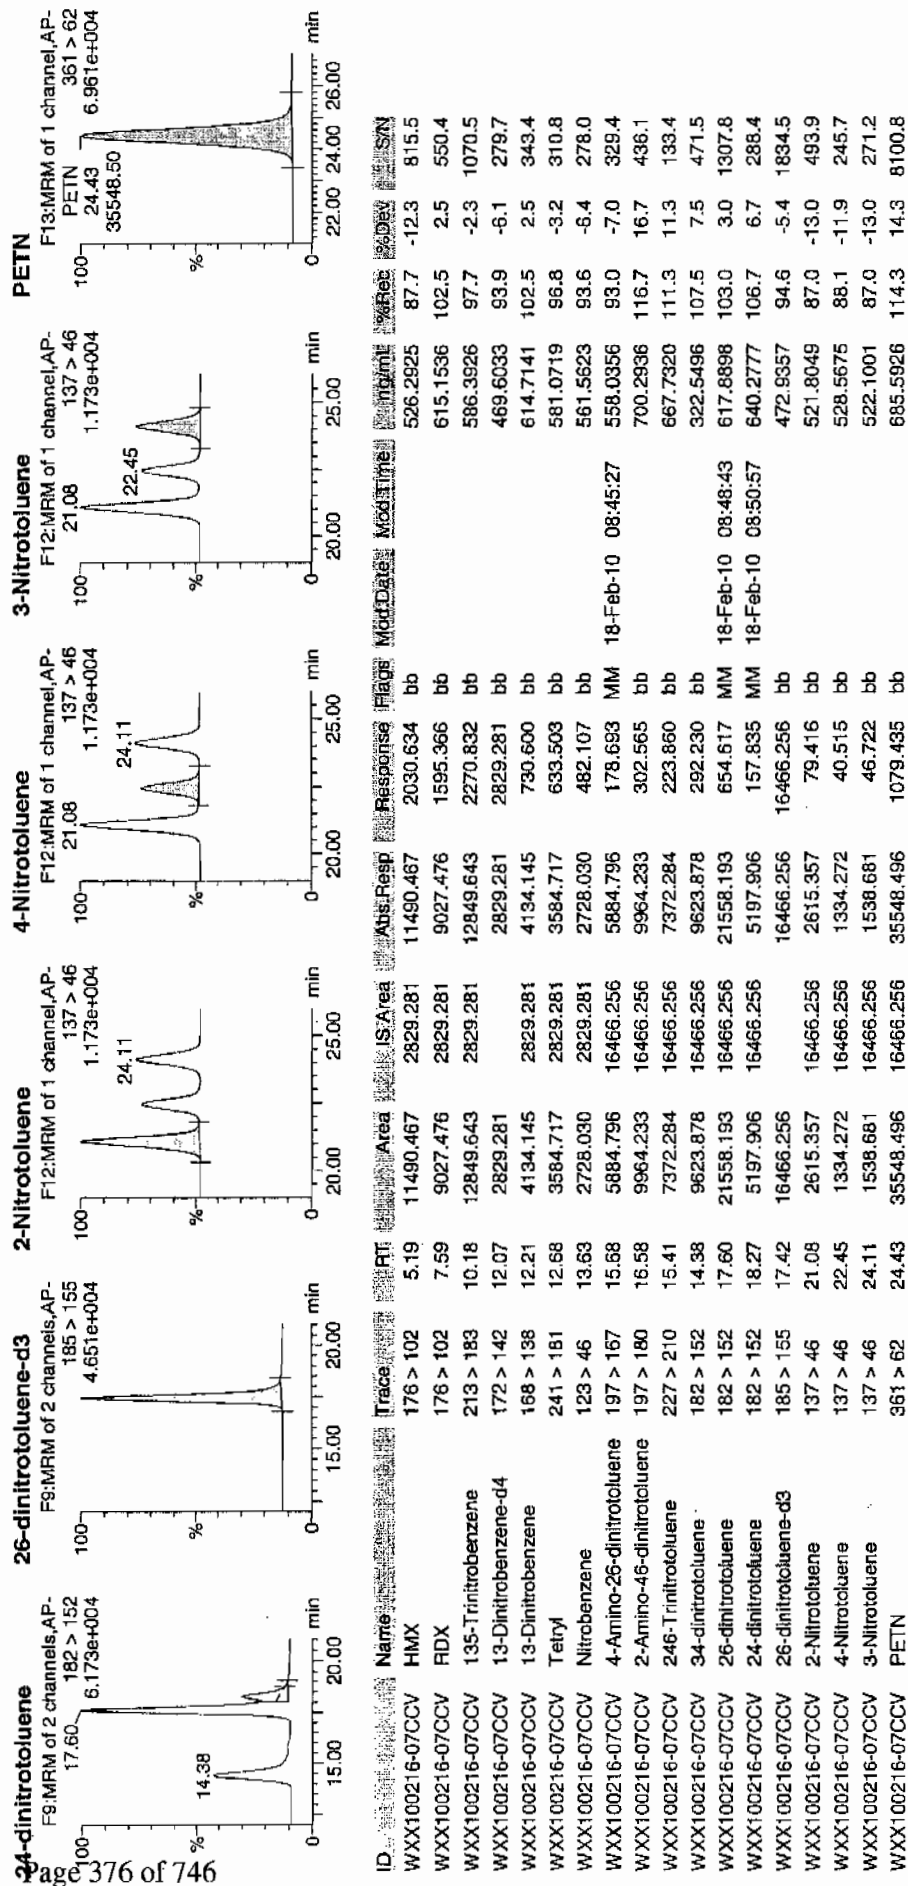 24-dinitrotoluene
F9:MRM of 2 channels,AP-
182 > 152
6.173e+004
17.60
14.38
100
%
0
15.00
20.00
min
26-dinitrotoluene-d3
F9:MRM of 2 channels,AP-
185 > 155
4.651e+004
100
%
0
15.00
20.00
min
2-Nitrotoluene
F12:MRM of 1 channel,AP-
137 > 46
1.173e+004
24.11
100
%
0
20.00
25.00
min
4-Nitrotoluene
F12:MRM of 1 channel,AP-
21.08
137 > 46
1.173e+004
24.11
100
%
0
20.00
25.00
min
3-Nitrotoluene
F12:MRM of 1 channel,AP-
21.08
137 > 46
1.173e+004
22.45
100
%
0
20.00
25.00
min
PETN
F13:MRM of 1 channel,AP-
PETN
24.43
35548.50
361 > 62
6.961e+004
100
%
0
22.00
24.00
26.00
min
ID Name Trace RT Area IS Area Abs.Resp Response Flags Mod.Date Mod.Time ng/mL %Rec %Dev S/N
WXX100216-07CCV HMX 176 > 102 5.19 11490.467 2829.281 11490.467 2030.634 bb 526.2925 87.7 -12.3 815.5
WXX100216-07CCV RDX 176 > 102 7.59 9027.476 2829.281 9027.476 1595.366 bb 615.1536 102.5 2.5 550.4
WXX100216-07CCV 135-Trinitrobenzene 213 > 183 10.18 12849.643 2829.281 12849.643 2270.832 bb 586.3926 97.7 -2.3 1070.5
WXX100216-07CCV 13-Dinitrobenzene-d4 172 > 142 12.07 2829.281 2829.281 2829.281 bb 469.6033 93.9 -6.1 279.7
WXX100216-07CCV 13-Dinitrobenzene 168 > 138 12.21 4134.145 2829.281 4134.145 730.600 bb 614.7141 102.5 2.5 343.4
WXX100216-07CCV Tetryl 241 > 181 12.68 3584.717 2829.281 3584.717 633.503 bb 581.0719 96.8 -3.2 310.8
WXX100216-07CCV Nitrobenzene 123 > 46 13.63 2728.030 2829.281 2728.030 482.107 bb 561.5623 93.6 -6.4 278.0
WXX100216-07CCV 4-Amino-26-dinitrotoluene 197 > 167 15.68 5884.796 16466.256 5884.796 178.693 MM 18-Feb-10 08:45:27 558.0356 93.0 -7.0 329.4
WXX100216-07CCV 2-Amino-46-dinitrotoluene 197 > 180 16.58 9964.233 16466.256 9964.233 302.565 bb 700.2936 116.7 16.7 436.1
WXX100216-07CCV 246-Trinitrotoluene 227 > 210 15.41 7372.284 16466.256 7372.284 223.860 bb 667.7320 111.3 11.3 133.4
WXX100216-07CCV 34-dinitrotoluene 182 > 152 14.38 9623.878 16466.256 9623.878 292.230 bb 322.5496 107.5 7.5 471.5
WXX100216-07CCV 26-dinitrotoluene 182 > 152 17.60 21558.193 16466.256 21558.193 654.617 MM 18-Feb-10 08:48:43 617.8898 103.0 3.0 1307.8
WXX100216-07CCV 24-dinitrotoluene 182 > 152 18.27 5197.906 16466.256 5197.906 157.835 MM 18-Feb-10 08:50:57 640.2777 106.7 6.7 288.4
WXX100216-07CCV 26-dinitrotoluene-d3 185 > 155 17.42 16466.256 16466.256 16466.256 bb 472.9357 94.6 -5.4 1834.5
WXX100216-07CCV 2-Nitrotoluene 137 > 46 21.08 2615.357 16466.256 2615.357 79.416 bb 521.8049 87.0 -13.0 493.9
WXX100216-07CCV 4-Nitrotoluene 137 > 46 22.45 1334.272 16466.256 1334.272 40.515 bb 528.5675 88.1 -11.9 245.7
WXX100216-07CCV 3-Nitrotoluene 137 > 46 24.11 1538.681 16466.256 1538.681 46.722 bb 522.1001 87.0 -13.0 271.2
WXX100216-07CCV PETN 361 > 62 24.43 35548.496 16466.256 35548.496 1079.435 bb 685.5926 114.3 14.3 8100.8
Page 376 of 746